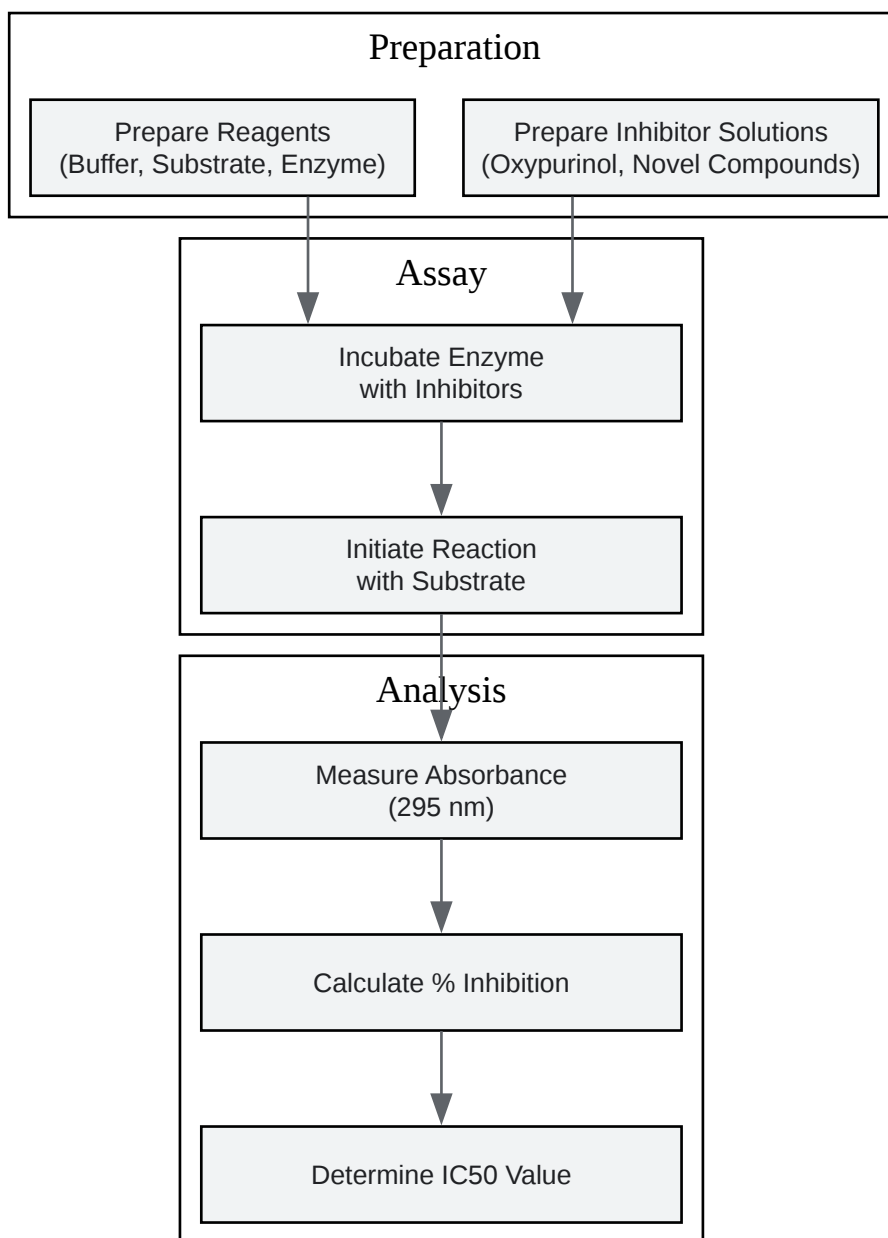 Preparation
Prepare Reagents
(Buffer, Substrate, Enzyme)
Prepare Inhibitor Solutions
(Oxypurinol, Novel Compounds)
Assay
Incubate Enzyme
with Inhibitors
Initiate Reaction
with Substrate
Analysis
Measure Absorbance
(295 nm)
Calculate % Inhibition
Determine IC50 Value